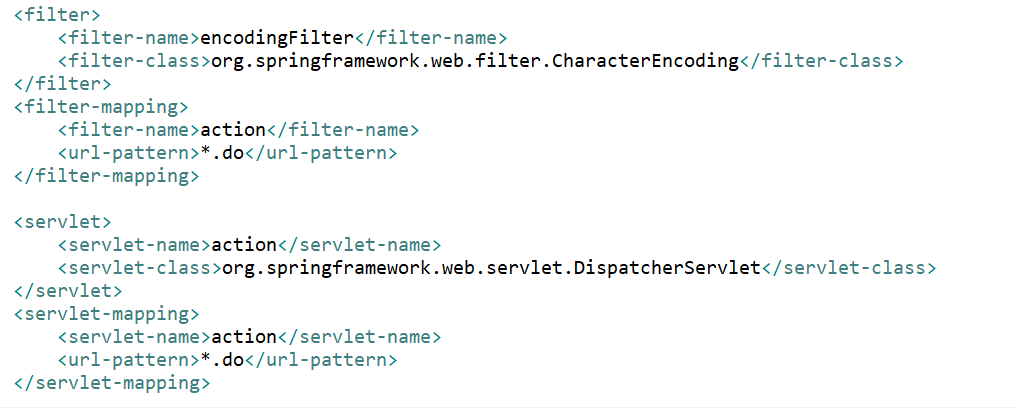 <filter>
    <filter-name>encodingFilter</filter-name>
    <filter-class>org.springframework.web.filter.CharacterEncoding</filter-class>
</filter>
<filter-mapping>
    <filter-name>action</filter-name>
    <url-pattern>*.do</url-pattern>
</filter-mapping>

<servlet>
    <servlet-name>action</servlet-name>
    <servlet-class>org.springframework.web.servlet.DispatcherServlet</servlet-class>
</servlet>
<servlet-mapping>
    <servlet-name>action</servlet-name>
    <url-pattern>*.do</url-pattern>
</servlet-mapping>